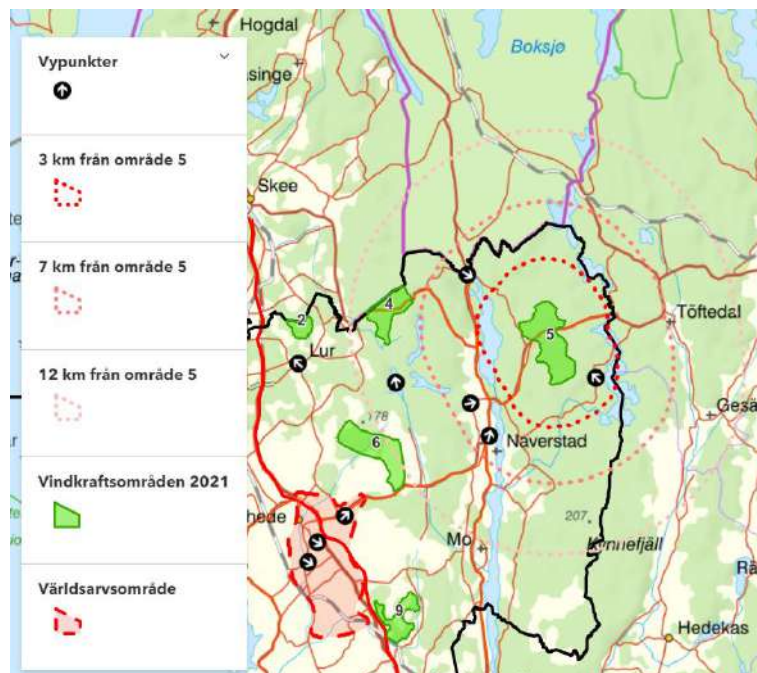 Vypunkter
3 km från område 5
7 km från område 5
12 km från område 5
Vindkraftsområden 2021
Världsarvsområde
Hogdal
Boksjø
Skee
2
4
5
Töftedal
Lur
Gesä
178
6
Naverstad
hede
207
Mo
Kynnefjäll
9
Hedekas